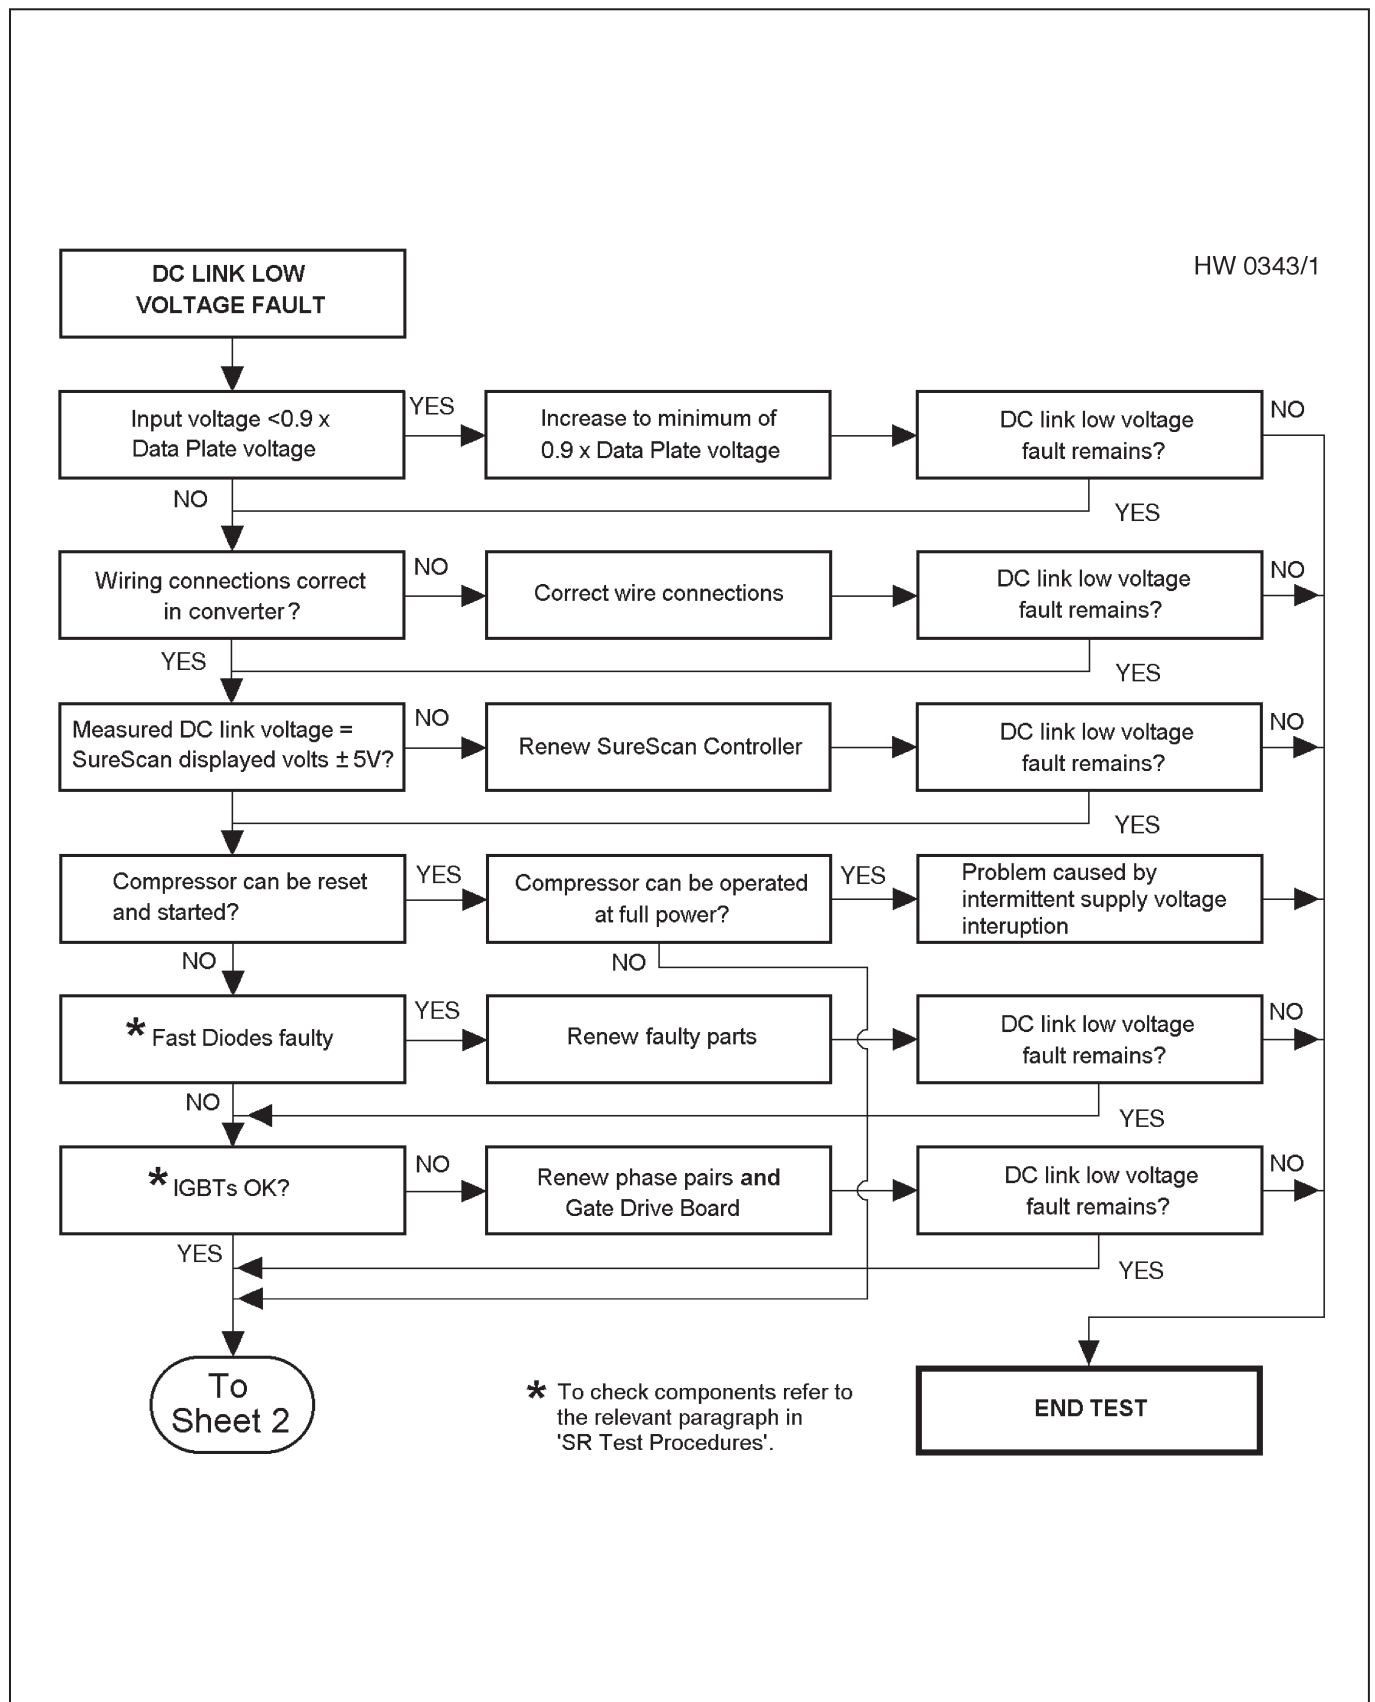 DC LINK LOW
VOLTAGE FAULT
HW 0343/1
Input voltage <0.9 x
Data Plate voltage
YES
Increase to minimum of
0.9 x Data Plate voltage
DC link low voltage
fault remains?
NO
NO
YES
Wiring connections correct
in converter?
NO
Correct wire connections
DC link low voltage
fault remains?
NO
YES
YES
Measured DC link voltage =
SureScan displayed volts ± 5V?
NO
Renew SureScan Controller
DC link low voltage
fault remains?
NO
YES
Compressor can be reset
and started?
YES
Compressor can be operated
at full power?
YES
Problem caused by
intermittent supply voltage
interuption
NO
NO
* Fast Diodes faulty
YES
Renew faulty parts
DC link low voltage
fault remains?
NO
NO
YES
* IGBTs OK?
NO
Renew phase pairs and
Gate Drive Board
DC link low voltage
fault remains?
NO
YES
YES
To
Sheet 2
* To check components refer to
the relevant paragraph in
'SR Test Procedures'.
END TEST